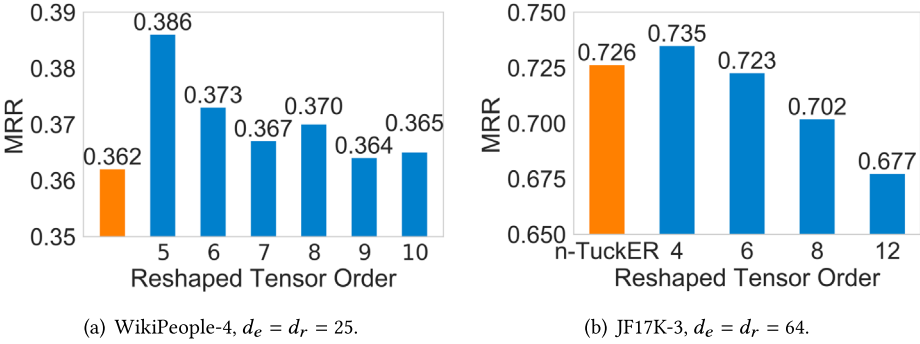 0.39
0.38
0.37
0.36
0.35
MRR
0.362
0.386
0.373
0.367
0.370
0.364
0.365
5 6 7 8 9 10
Reshaped Tensor Order
(a) WikiPeople-4, d_e = d_r = 25.
0.750
0.725
0.700
0.675
0.650
MRR
0.726
0.735
0.723
0.702
0.677
n-TuckER 4 6 8 12
Reshaped Tensor Order
(b) JF17K-3, d_e = d_r = 64.